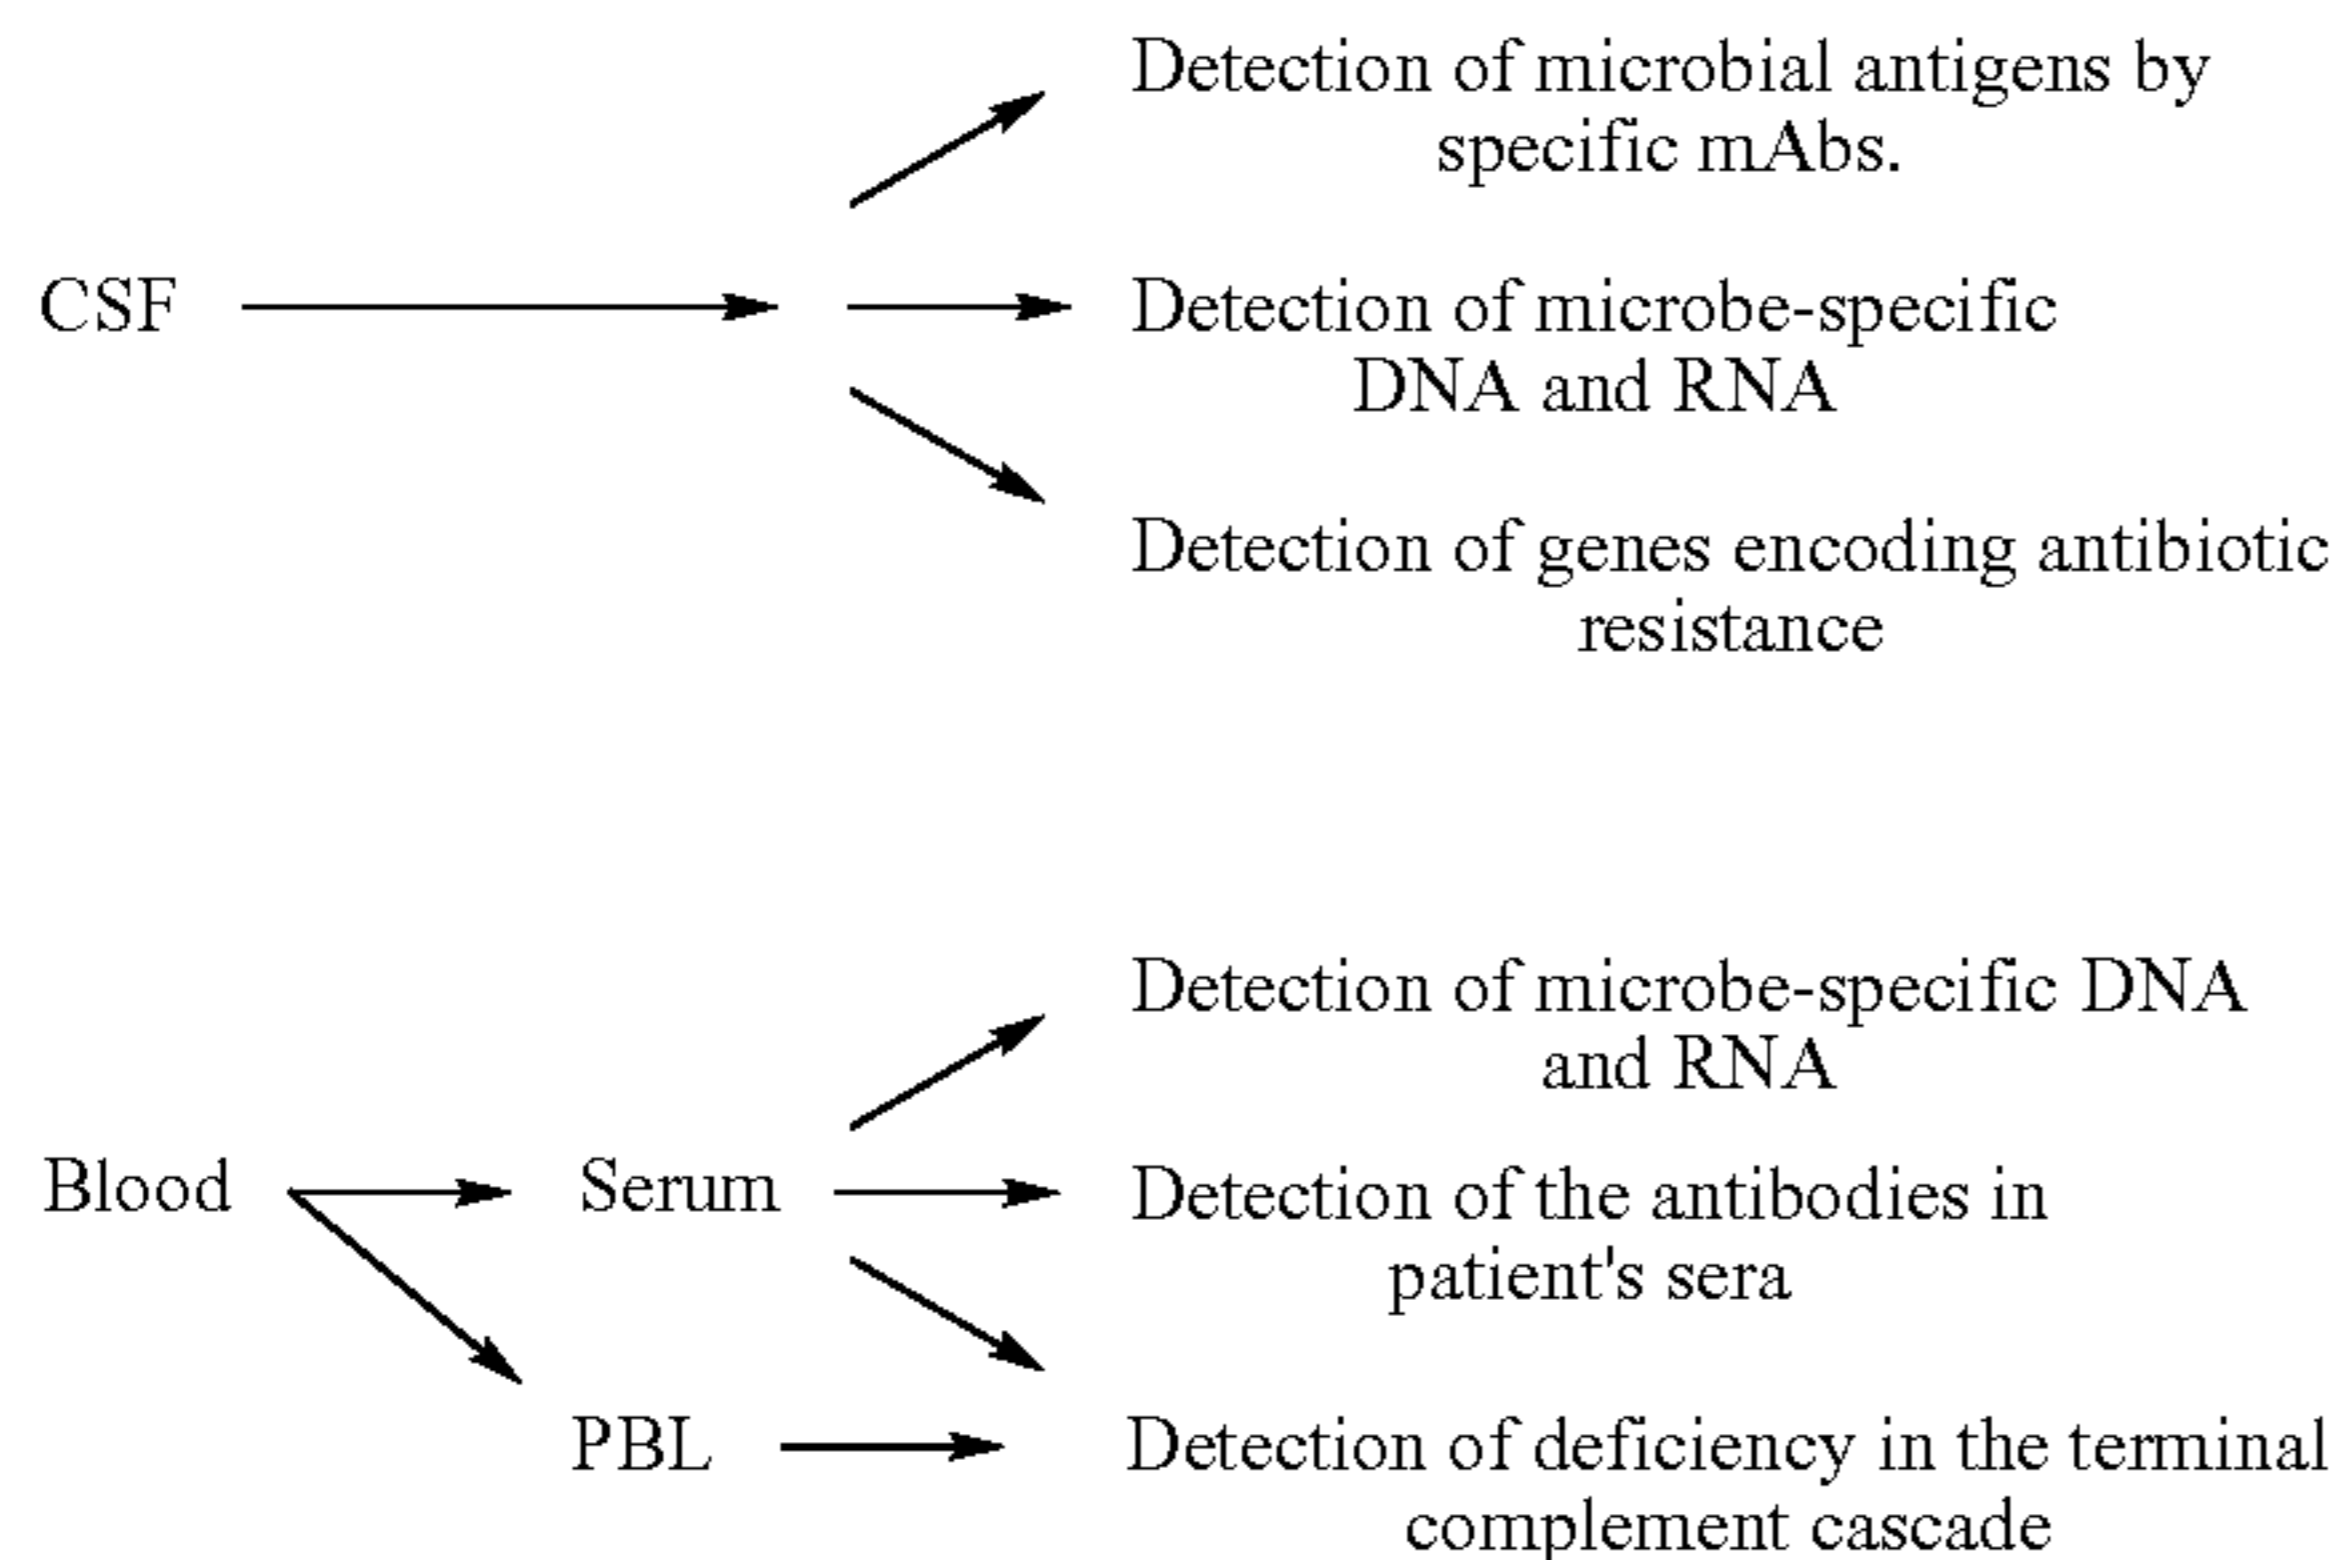 Detection of microbial antigens by
specific mAbs.
CSF
Detection of microbe-specific
DNA and RNA
Detection of genes encoding antibiotic
resistance
Detection of microbe-specific DNA
and RNA
Blood
Serum
Detection of the antibodies in
patient's sera
PBL
Detection of deficiency in the terminal
complement cascade